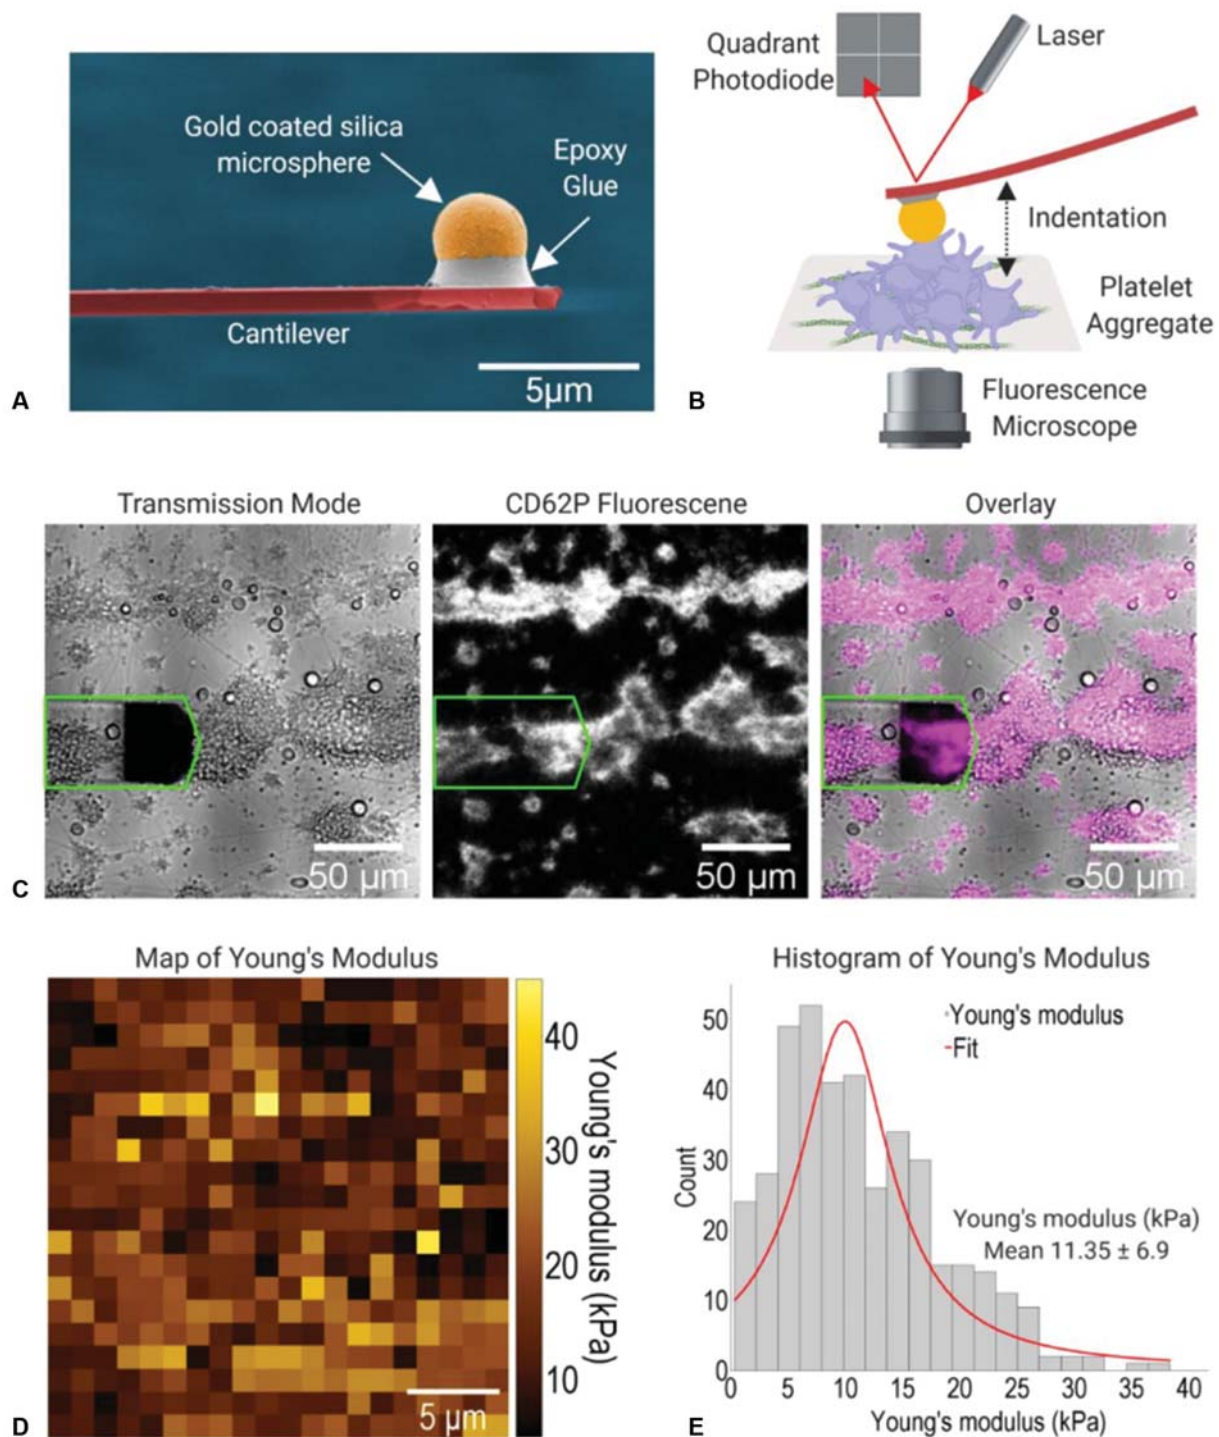 Gold coated silica
microsphere
Epoxy
Glue
Cantilever
5µm
A
Quadrant
Photodiode
Laser
Indentation
Platelet
Aggregate
Fluorescence
Microscope
B
Transmission Mode
CD62P Fluorescene
Overlay
50 µm
50 µm
50 µm
C
Map of Young's Modulus
40
30
20
10
Young's modulus (kPa)
5 µm
D
Histogram of Young's Modulus
Young's modulus
Fit
50
40
30
20
10
0
Count
Young's modulus (kPa)
Mean 11.35 ± 6.9
0 5 10 15 20 25 30 35 40
Young's modulus (kPa)
E